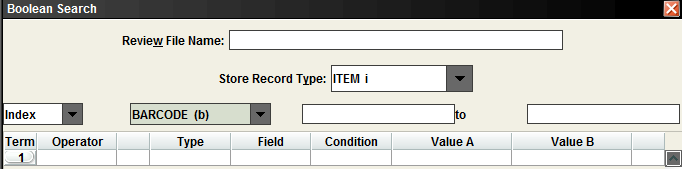 Boolean Search
Review File Name:
Store Record Type: ITEM i
Index BARCODE (b) to
Term Operator Type Field Condition Value A Value B
1